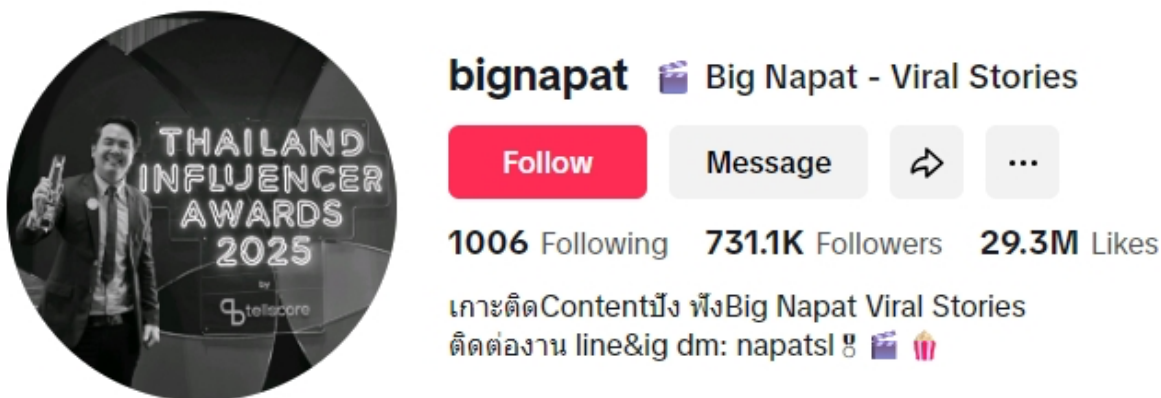 THAILAND
INFLUENCER
AWARDS
2025
by
tellscore
bignapat 🎬 Big Napat - Viral Stories
Follow Message
1006 Following 731.1K Followers 29.3M Likes
เกาะติดContentปัง ฟังBig Napat Viral Stories
ติดต่องาน line&ig dm: napatsl 🎖 🎬 🍿